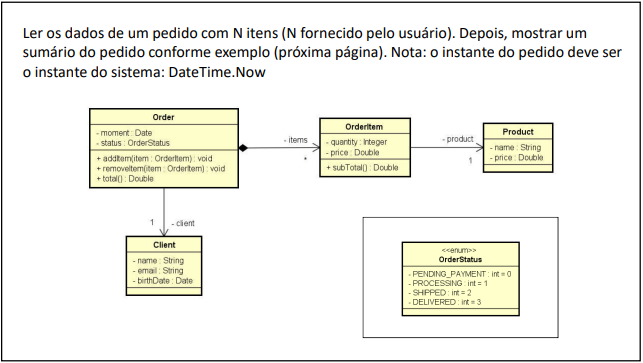 Ler os dados de um pedido com N itens (N fornecido pelo usuário). Depois, mostrar um
sumário do pedido conforme exemplo (próxima página). Nota: o instante do pedido deve ser
o instante do sistema: DateTime.Now
Order
- moment : Date
- status : OrderStatus
+ addItem(item : OrderItem) : void
+ removeItem(item : OrderItem) : void
+ total() : Double
- items
*
OrderItem
- quantity : Integer
- price : Double
+ subTotal() : Double
- product
1
Product
- name : String
- price : Double
1
- client
Client
- name : String
- email : String
- birthDate : Date
<<enum>>
OrderStatus
- PENDING_PAYMENT : int = 0
- PROCESSING : int = 1
- SHIPPED : int = 2
- DELIVERED : int = 3